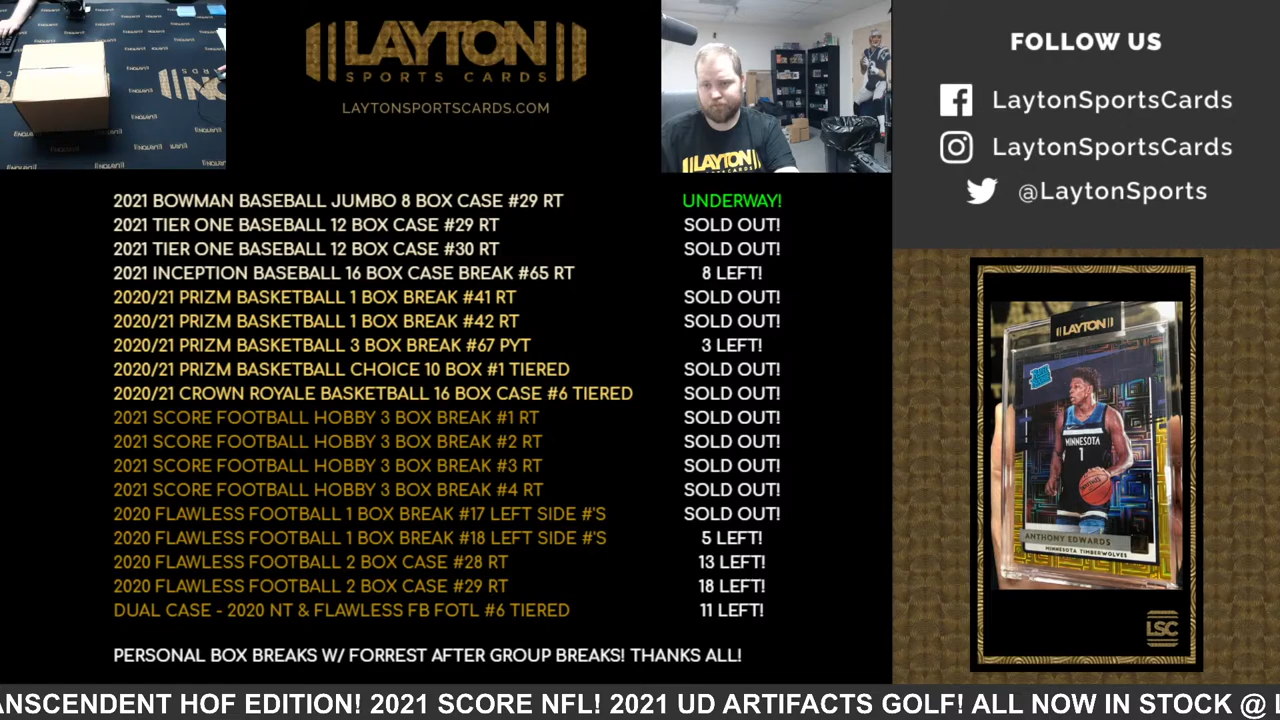 LAYTON
SPORTS CARDS
LAYTONSPORTSCARDS.COM
LAYTON
FOLLOW US
LaytonSportsCards
LaytonSportsCards
@LaytonSports
2021 BOWMAN BASEBALL JUMBO 8 BOX CASE #29 RT UNDERWAY!
2021 TIER ONE BASEBALL 12 BOX CASE #29 RT SOLD OUT!
2021 TIER ONE BASEBALL 12 BOX CASE #30 RT SOLD OUT!
2021 INCEPTION BASEBALL 16 BOX CASE BREAK #65 RT 8 LEFT!
2020/21 PRIZM BASKETBALL 1 BOX BREAK #41 RT SOLD OUT!
2020/21 PRIZM BASKETBALL 1 BOX BREAK #42 RT SOLD OUT!
2020/21 PRIZM BASKETBALL 3 BOX BREAK #67 PYT 3 LEFT!
2020/21 PRIZM BASKETBALL CHOICE 10 BOX #1 TIERED SOLD OUT!
2020/21 CROWN ROYALE BASKETBALL 16 BOX CASE #6 TIERED SOLD OUT!
2021 SCORE FOOTBALL HOBBY 3 BOX BREAK #1 RT SOLD OUT!
2021 SCORE FOOTBALL HOBBY 3 BOX BREAK #2 RT SOLD OUT!
2021 SCORE FOOTBALL HOBBY 3 BOX BREAK #3 RT SOLD OUT!
2021 SCORE FOOTBALL HOBBY 3 BOX BREAK #4 RT SOLD OUT!
2020 FLAWLESS FOOTBALL 1 BOX BREAK #17 LEFT SIDE #'S SOLD OUT!
2020 FLAWLESS FOOTBALL 1 BOX BREAK #18 LEFT SIDE #'S 5 LEFT!
2020 FLAWLESS FOOTBALL 2 BOX CASE #28 RT 13 LEFT!
2020 FLAWLESS FOOTBALL 2 BOX CASE #29 RT 18 LEFT!
DUAL CASE - 2020 NT & FLAWLESS FB FOTL #6 TIERED 11 LEFT!
PERSONAL BOX BREAKS W/ FORREST AFTER GROUP BREAKS! THANKS ALL!
LAYTON
MINNESOTA
1
ANTHONY EDWARDS
MINNESOTA TIMBERWOLVES
LSC
ANSCENDENT HOF EDITION! 2021 SCORE NFL! 2021 UD ARTIFACTS GOLF! ALL NOW IN STOCK @ L